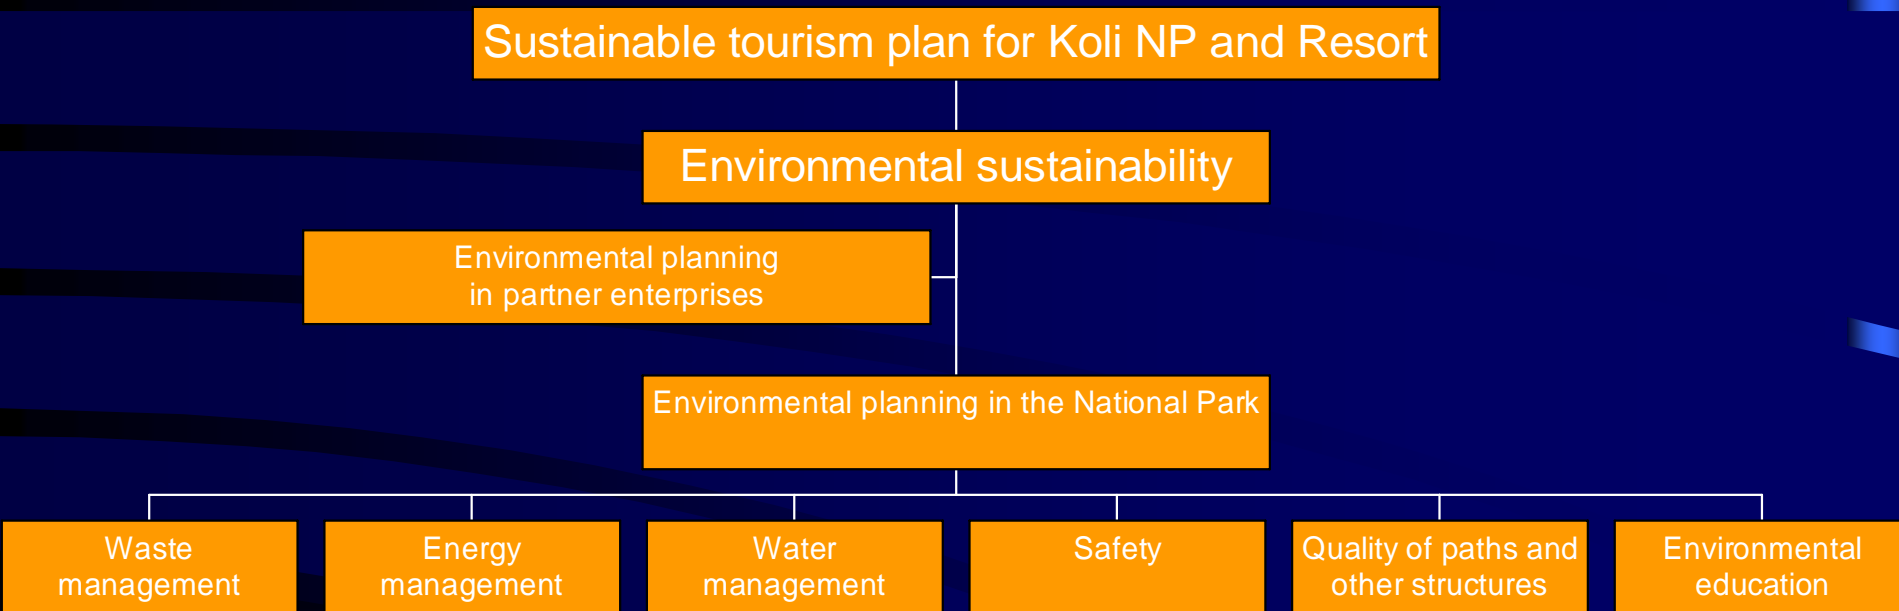 Sustainable tourism plan for Koli NP and Resort
Environmental sustainability
Environmental planning
in partner enterprises
Environmental planning in the National Park
Waste
management
Energy
management
Water
management
Safety
Quality of paths and
other structures
Environmental
education